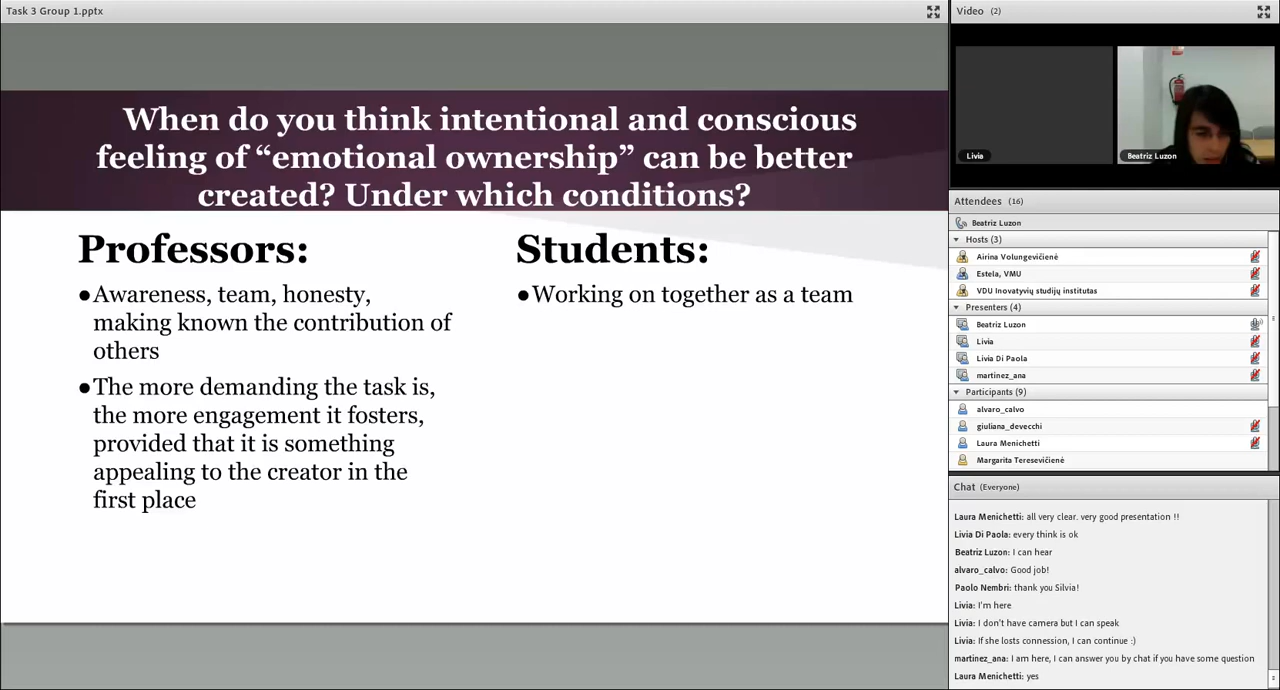 Task 3 Group 1.pptx
When do you think intentional and conscious
feeling of “emotional ownership” can be better
created? Under which conditions?
Professors:
●Awareness, team, honesty,
making known the contribution of
others
●The more demanding the task is,
the more engagement it fosters,
provided that it is something
appealing to the creator in the
first place
Students:
●Working on together as a team
Video (2)
Livia
Beatriz Luzon
Attendees (16)
Beatriz Luzon
Hosts (3)
Airina Volungevičienė
Estela, VMU
VDU Inovatyvių studijų institutas
Presenters (4)
Beatriz Luzon
Livia
Livia Di Paola
martinez_ana
Participants (9)
alvaro_calvo
giuliana_devecchi
Laura Menichetti
Margarita Teresevičienė
Chat (Everyone)
Laura Menichetti: all very clear. very good presentation !!
Livia Di Paola: every think is ok
Beatriz Luzon: I can hear
alvaro_calvo: Good job!
Paolo Nembri: thank you Silvia!
Livia: I'm here
Livia: I don't have camera but I can speak
Livia: If she losts connession, I can continue :)
martinez_ana: I am here, I can answer you by chat if you have some question
Laura Menichetti: yes